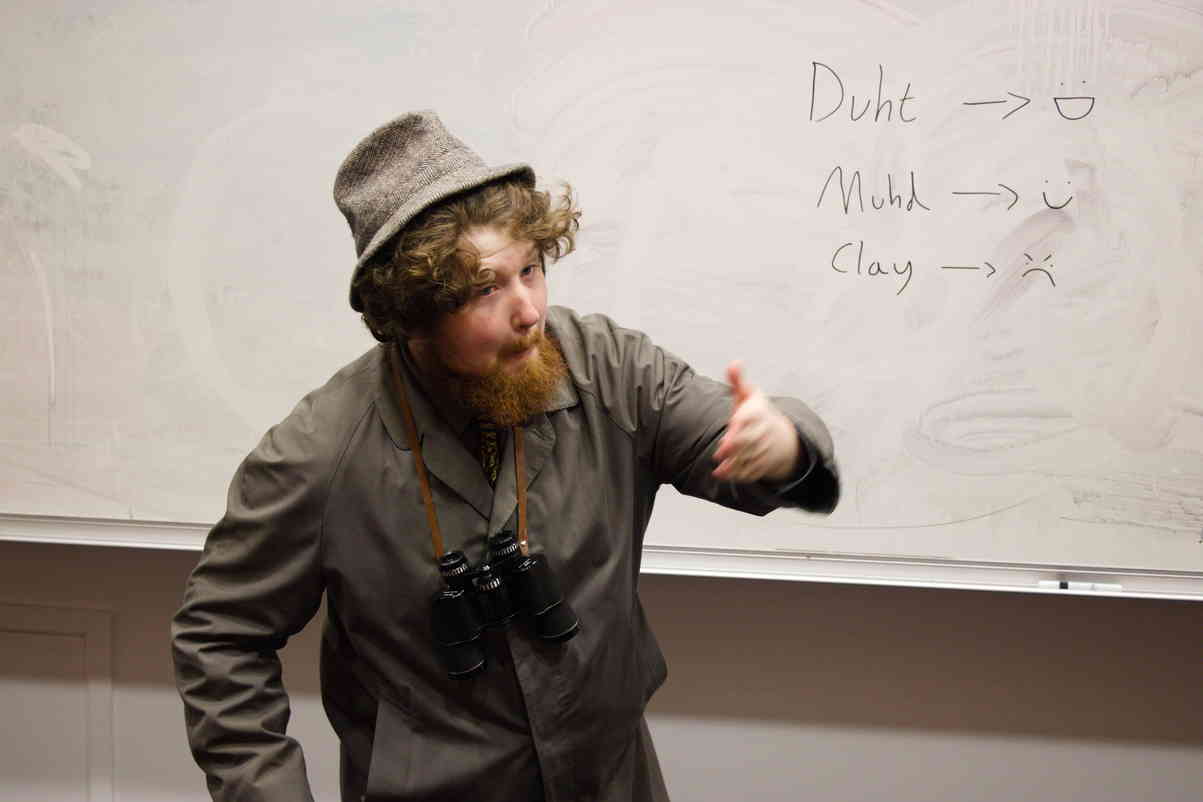 Duht →
Muhd →
Clay →